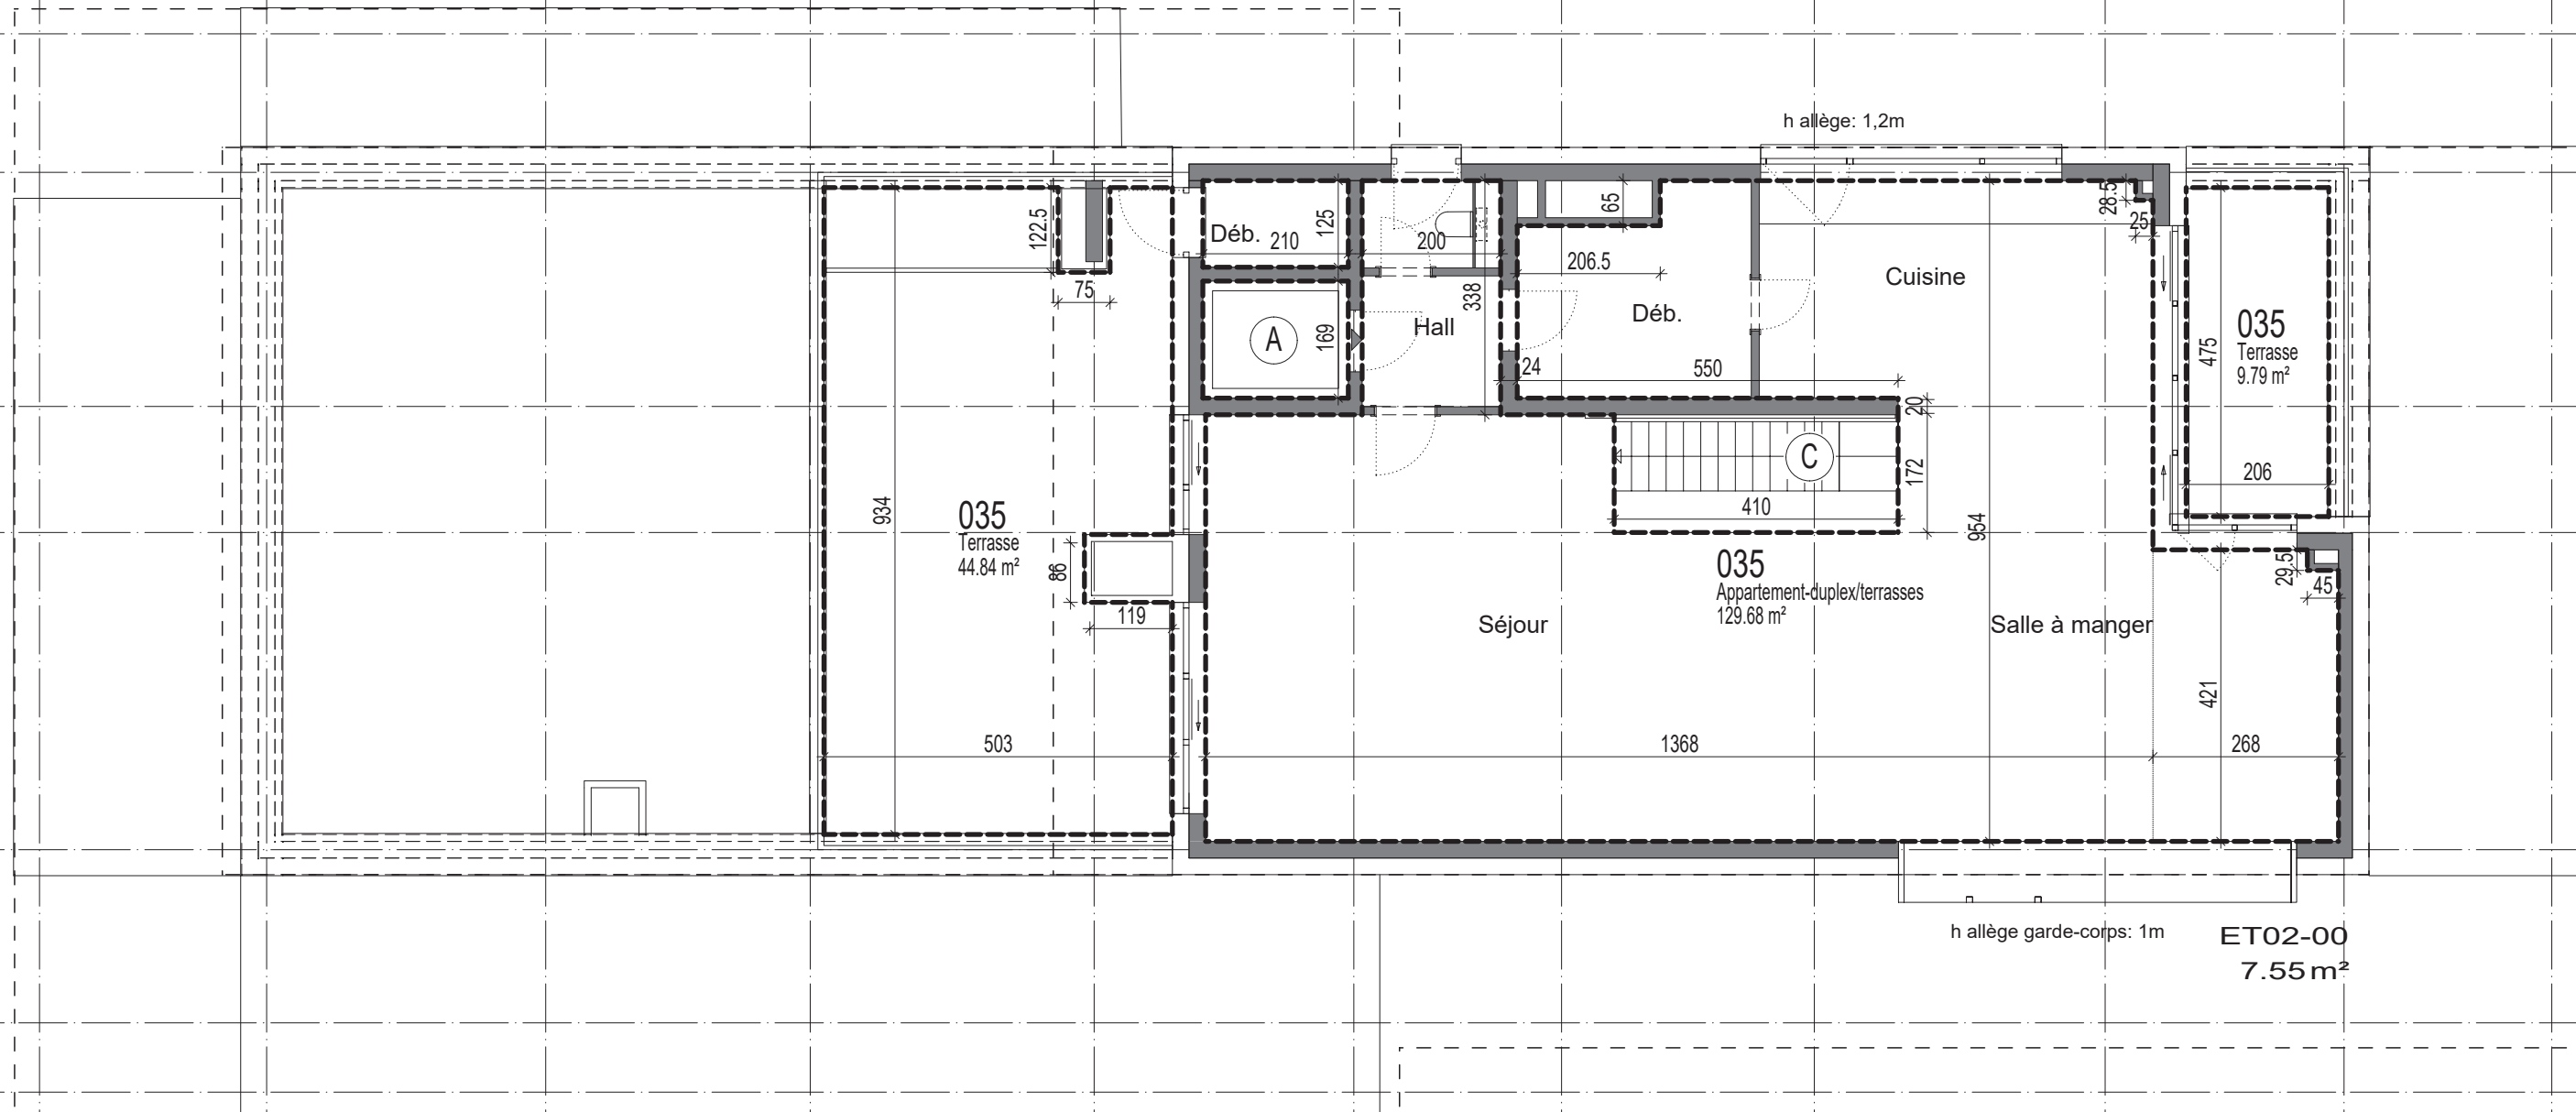 h allège: 1,2m
122.5
75
Déb.
210
125
200
65
206.5
28.5
25
Cuisine
A
169
Hall
338
Déb.
24
550
20
035
Terrasse
9.79 m²
475
206
C
172
410
934
035
Terrasse
44.84 m²
86
119
954
035
Appartement-duplex/terrasses
129.68 m²
Séjour
Salle à manger
29.5
45
421
503
1368
268
h allège garde-corps: 1m
ET02-00
7.55 m²